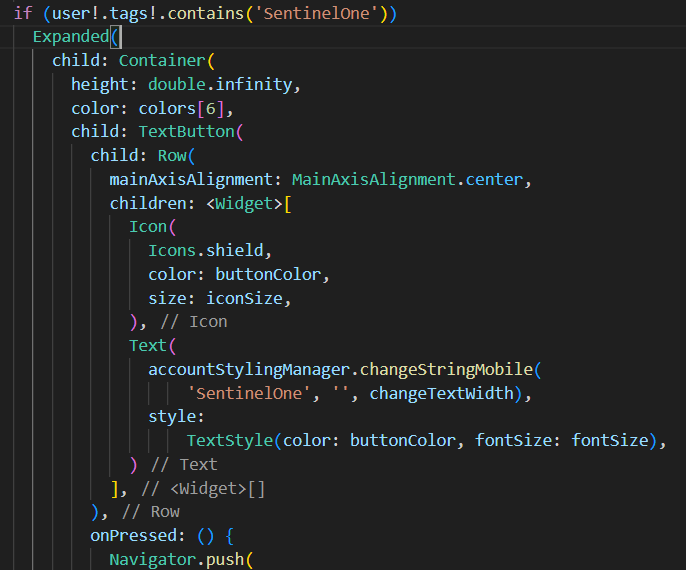 if (user!.tags!.contains('SentinelOne'))
Expanded(
child: Container(
height: double.infinity,
color: colors[6],
child: TextButton(
child: Row(
mainAxisAlignment: MainAxisAlignment.center,
children: <Widget>[
Icon(
Icons.shield,
color: buttonColor,
size: iconSize,
), // Icon
Text(
accountStylingManager.changeStringMobile(
'SentinelOne', '', changeTextWidth),
style:
TextStyle(color: buttonColor, fontSize: fontSize),
) // Text
], // <Widget>[]
), // Row
onPressed: () {
Navigator.push(